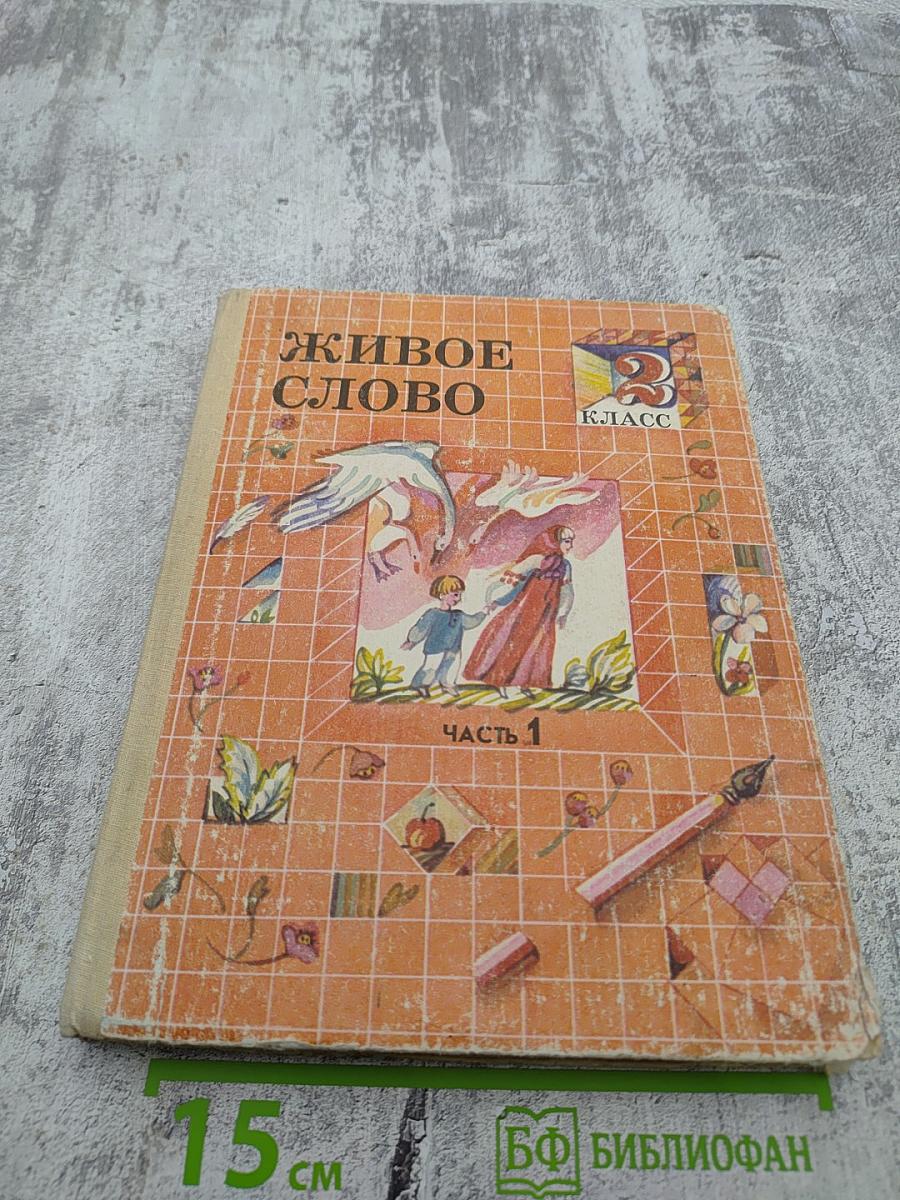 ЖИВОЕ
СЛОВО
2
КЛАСС
ЧАСТЬ 1
15 см
БФ БИБЛИОФАН